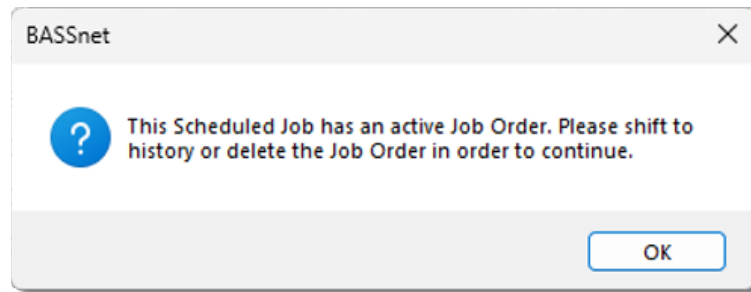 BASSnet
This Scheduled Job has an active Job Order. Please shift to
history or delete the Job Order in order to continue.
OK